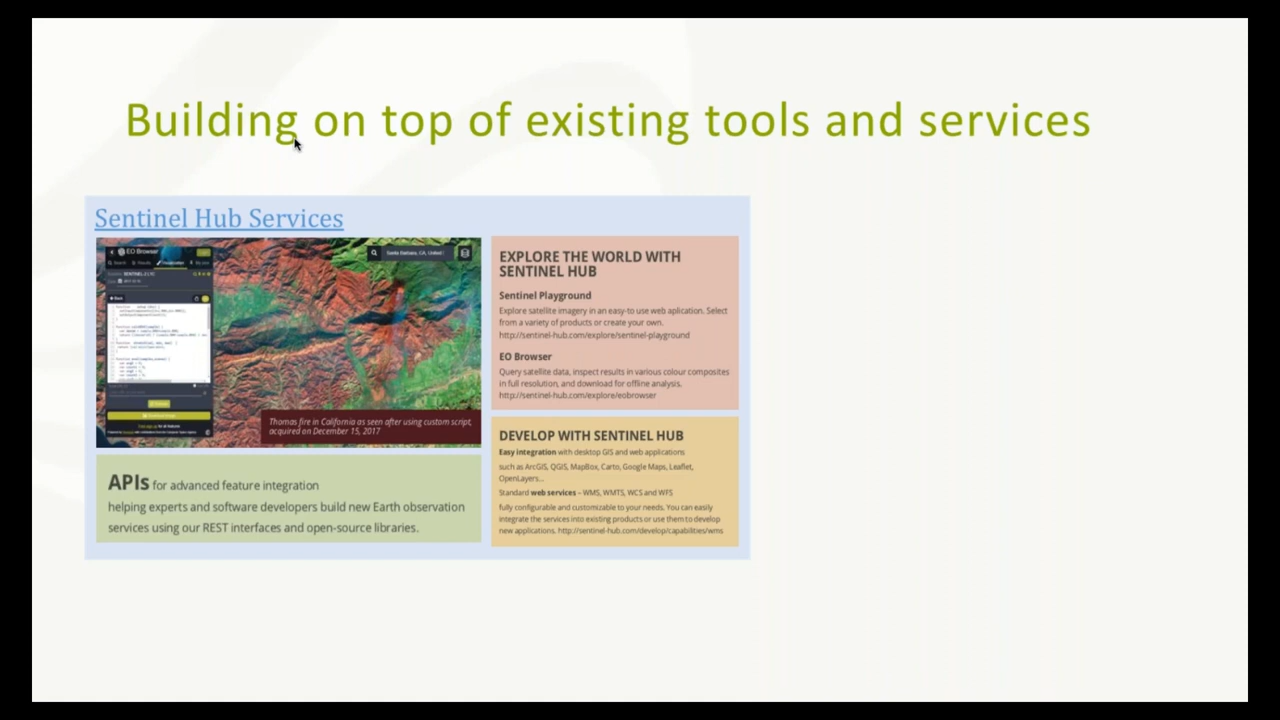 Building on top of existing tools and services
Sentinel Hub Services
EO Browser
Santa Barbara, CA, United
Thomas fire in California as seen after using custom script,
acquired on December 15, 2017
APIs for advanced feature integration
helping experts and software developers build new Earth observation
services using our REST interfaces and open-source libraries.
EXPLORE THE WORLD WITH
SENTINEL HUB
Sentinel Playground
Explore satellite imagery in an easy-to use web aplication. Select
from a variety of products or create your own.
http://sentinel-hub.com/explore/sentinel-playground
EO Browser
Query satellite data, inspect results in various colour composites
in full resolution, and download for offline analysis.
http://sentinel-hub.com/explore/eobrowser
DEVELOP WITH SENTINEL HUB
Easy integration with desktop GIS and web applications
such as ArcGIS, QGIS, MapBox, Carto, Google Maps, Leaflet,
OpenLayers...
Standard web services – WMS, WMTS, WCS and WFS
fully configurable and customizable to your needs. You can easily
integrate the services into existing products or use them to develop
new applications. http://sentinel-hub.com/develop/capabilities/wms